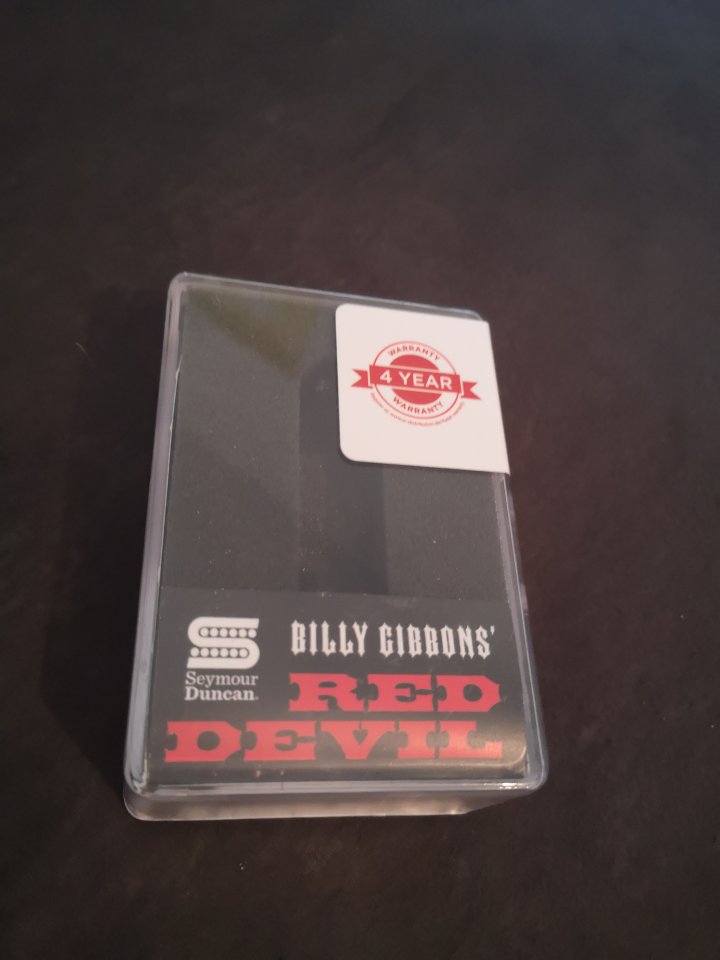 WARRANTY
4 YEAR
WARRANTY
BILLY GIBBONS'
Seymour
Duncan.
RED
DEVIL